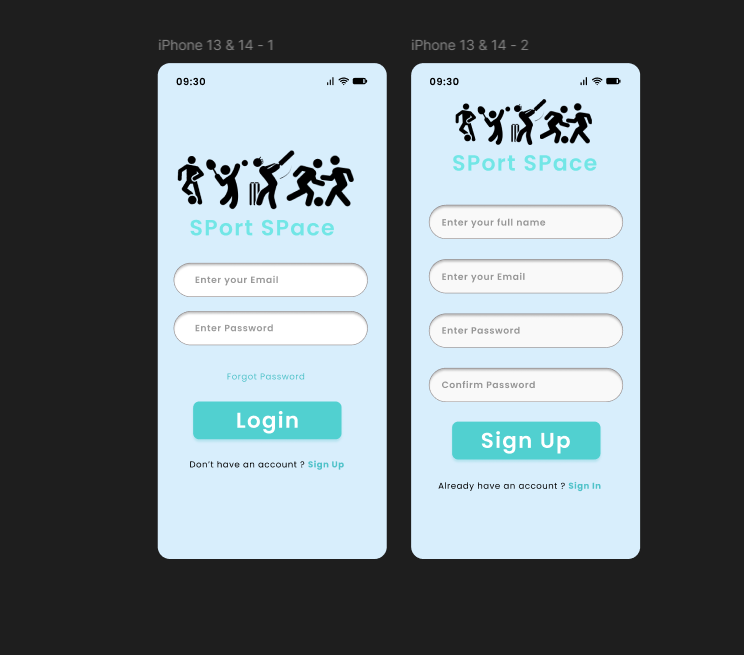 iPhone 13 & 14 - 1
09:30
SPort SPace
Enter your Email
Enter Password
Forgot Password
Login
Don't have an account ? Sign Up
iPhone 13 & 14 - 2
09:30
SPort SPace
Enter your full name
Enter your Email
Enter Password
Confirm Password
Sign Up
Already have an account ? Sign In